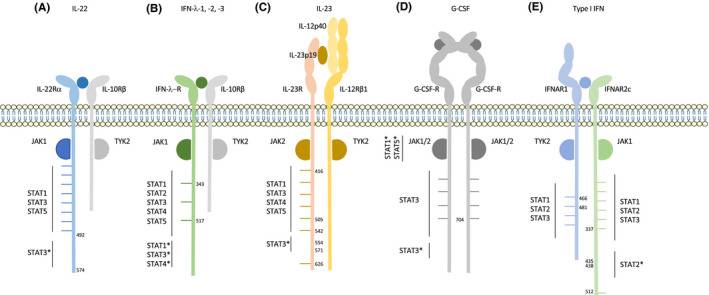 (A)
IL-22
IL-22Rα
IL-10Rβ
JAK1
TYK2
STAT1
STAT3
STAT5
492
STAT3*
574
(B)
IFN-λ-1, -2, -3
IFN-λ-R
IL-10Rβ
JAK1
TYK2
STAT1
STAT2
STAT3
STAT4
STAT5
343
517
STAT1*
STAT3*
STAT4*
(C)
IL-23
IL-12p40
IL-23p19
IL-23R
IL-12Rβ1
JAK2
TYK2
416
STAT1
STAT3
STAT4
STAT5
505
542
STAT3*
554
571
626
(D)
G-CSF
G-CSF-R
G-CSF-R
STAT1*
STAT5*
JAK1/2
JAK1/2
STAT3
704
STAT3*
(E)
Type I IFN
IFNAR1
IFNAR2c
TYK2
JAK1
STAT1
STAT2
STAT3
466
481
STAT1
STAT2
STAT3
337
435
438
STAT2*
512